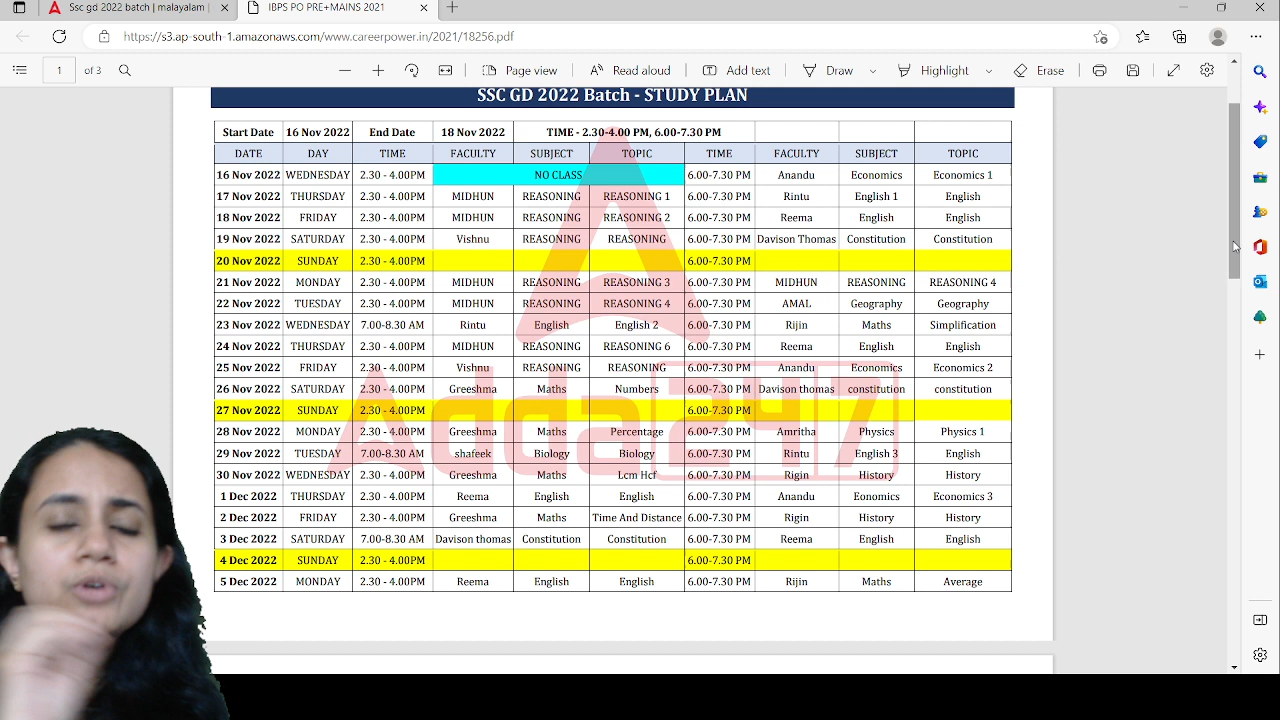 Ssc gd 2022 batch | malayalam |
IBPS PO PRE+MAINS 2021
https://s3.ap-south-1.amazonaws.com/www.careerpower.in/2021/18256.pdf
1 of 3 Page view Read aloud Add text Draw Highlight Erase
SSC GD 2022 Batch - STUDY PLAN
Start Date 16 Nov 2022 End Date 18 Nov 2022 TIME - 2.30-4.00 PM, 6.00-7.30 PM
DATE DAY TIME FACULTY SUBJECT TOPIC TIME FACULTY SUBJECT TOPIC
16 Nov 2022 WEDNESDAY 2.30 - 4.00PM NO CLASS 6.00-7.30 PM Anandu Economics Economics 1
17 Nov 2022 THURSDAY 2.30 - 4.00PM MIDHUN REASONING REASONING 1 6.00-7.30 PM Rintu English 1 English
18 Nov 2022 FRIDAY 2.30 - 4.00PM MIDHUN REASONING REASONING 2 6.00-7.30 PM Reema English English
19 Nov 2022 SATURDAY 2.30 - 4.00PM Vishnu REASONING REASONING 6.00-7.30 PM Davison Thomas Constitution Constitution
20 Nov 2022 SUNDAY 2.30 - 4.00PM 6.00-7.30 PM
21 Nov 2022 MONDAY 2.30 - 4.00PM MIDHUN REASONING REASONING 3 6.00-7.30 PM MIDHUN REASONING REASONING 4
22 Nov 2022 TUESDAY 2.30 - 4.00PM MIDHUN REASONING REASONING 4 6.00-7.30 PM AMAL Geography Geography
23 Nov 2022 WEDNESDAY 7.00-8.30 AM Rintu English English 2 6.00-7.30 PM Rijin Maths Simplification
24 Nov 2022 THURSDAY 2.30 - 4.00PM MIDHUN REASONING REASONING 6 6.00-7.30 PM Reema English English
25 Nov 2022 FRIDAY 2.30 - 4.00PM Vishnu REASONING REASONING 6.00-7.30 PM Anandu Economics Economics 2
26 Nov 2022 SATURDAY 2.30 - 4.00PM Greeshma Maths Numbers 6.00-7.30 PM Davison thomas constitution constitution
27 Nov 2022 SUNDAY 2.30 - 4.00PM 6.00-7.30 PM
28 Nov 2022 MONDAY 2.30 - 4.00PM Greeshma Maths Percentage 6.00-7.30 PM Amritha Physics Physics 1
29 Nov 2022 TUESDAY 7.00-8.30 AM shafeek Biology Biology 6.00-7.30 PM Rintu English 3 English
30 Nov 2022 WEDNESDAY 2.30 - 4.00PM Greeshma Maths Lcm Hcf 6.00-7.30 PM Rigin History History
1 Dec 2022 THURSDAY 2.30 - 4.00PM Reema English English 6.00-7.30 PM Anandu Eonomics Economics 3
2 Dec 2022 FRIDAY 2.30 - 4.00PM Greeshma Maths Time And Distance 6.00-7.30 PM Rigin History History
3 Dec 2022 SATURDAY 7.00-8.30 AM Davison thomas Constitution Constitution 6.00-7.30 PM Reema English English
4 Dec 2022 SUNDAY 2.30 - 4.00PM 6.00-7.30 PM
5 Dec 2022 MONDAY 2.30 - 4.00PM Reema English English 6.00-7.30 PM Rijin Maths Average
Adda247